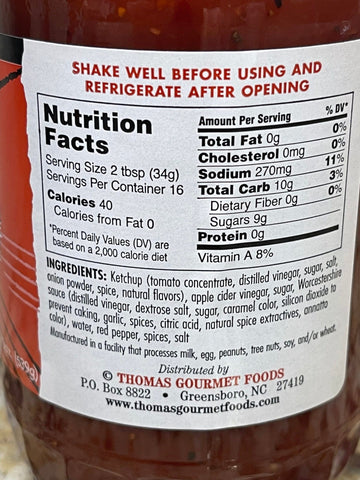 SHAKE WELL BEFORE USING AND
REFRIGERATE AFTER OPENING
Nutrition
Facts
Serving Size 2 tbsp (34g)
Servings Per Container 16
Calories 40
Calories from Fat 0
*Percent Daily Values (DV) are
based on a 2,000 calorie diet
Amount Per Serving % DV*
Total Fat 0g 0%
Cholesterol 0mg 0%
Sodium 270mg 11%
Total Carb 10g 3%
Dietary Fiber 0g 0%
Sugars 9g
Protein 0g
Vitamin A 8%
INGREDIENTS: Ketchup (tomato concentrate, distilled vinegar, sugar, salt,
onion powder, spice, natural flavors), apple cider vinegar, sugar, Worcestershire
sauce (distilled vinegar, dextrose salt, sugar, caramel color, silicon dioxide to
prevent caking, garlic, spices, citric acid, natural spice extractives, annatto
color), water, red pepper, spices, salt
Manufactured in a facility that processes milk, egg, peanuts, tree nuts, soy, and/or wheat.
Distributed by
© THOMAS GOURMET FOODS
P.O. Box 8822 • Greensboro, NC 27419
www.thomasgourmetfoods.com